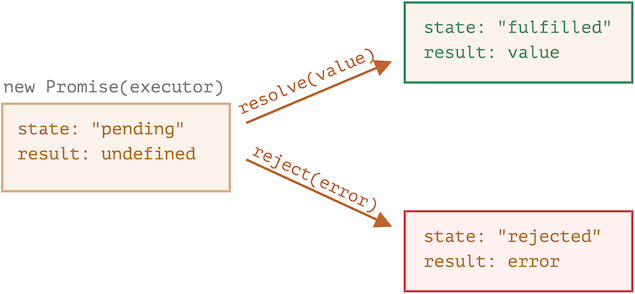 new Promise(executor)
state: "pending"
result: undefined
resolve(value)
state: "fulfilled"
result: value
reject(error)
state: "rejected"
result: error